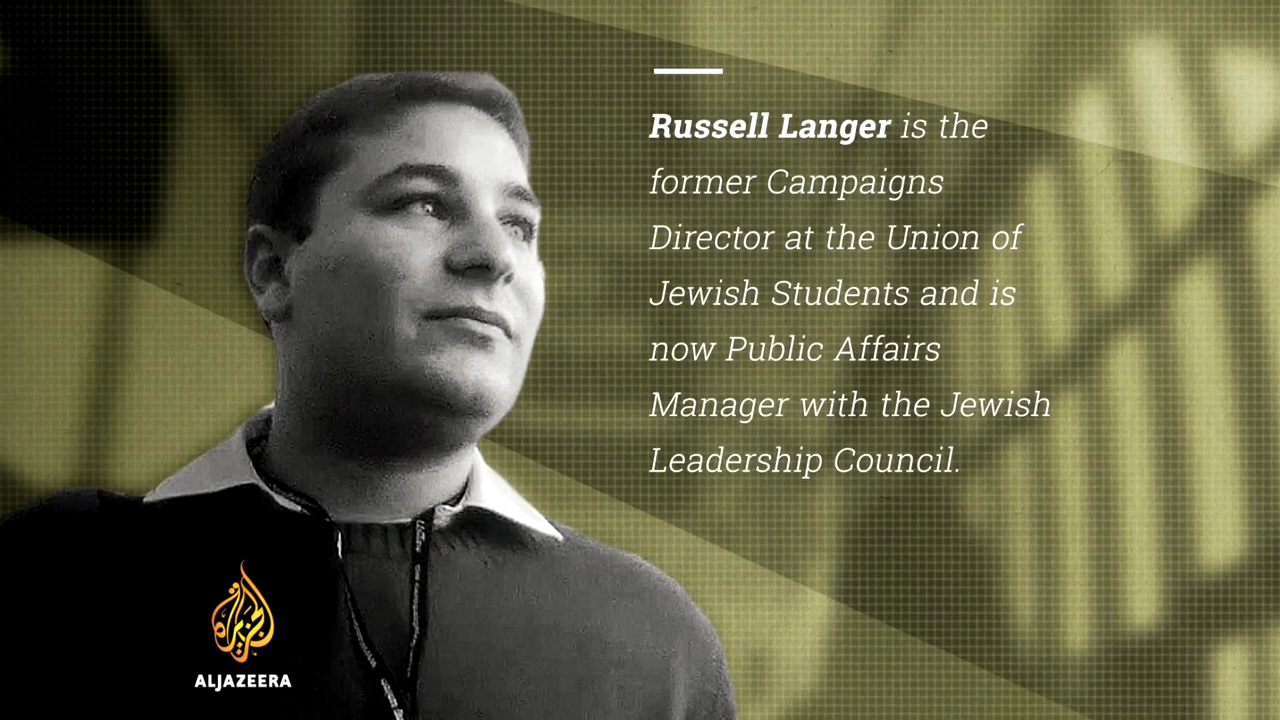 Russell Langer is the
former Campaigns
Director at the Union of
Jewish Students and is
now Public Affairs
Manager with the Jewish
Leadership Council.
الجزيرة
ALJAZEERA